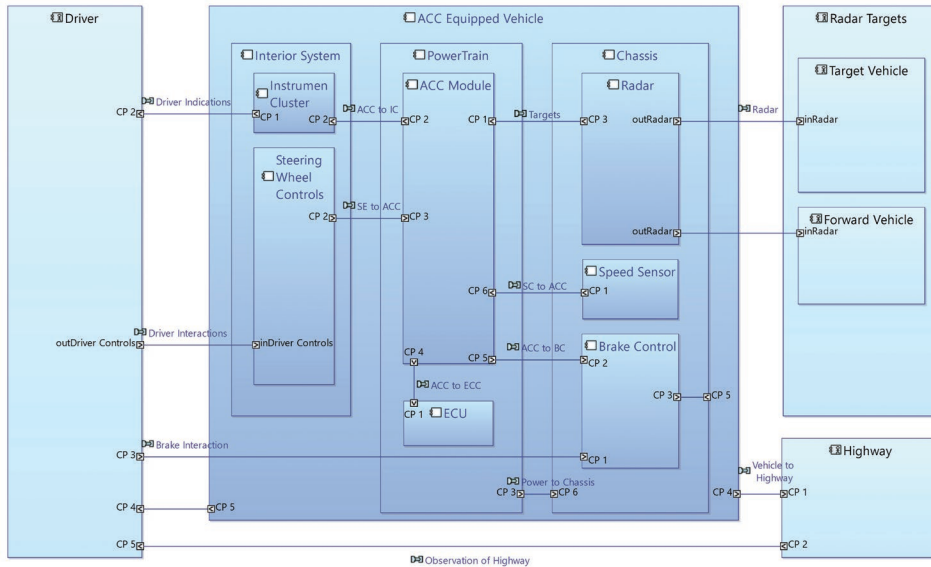 Driver
ACC Equipped Vehicle
Radar Targets
Interior System
PowerTrain
Chassis
Target Vehicle
Instrumen
Cluster
ACC Module
Radar
Driver Indications
ACC to IC
Targets
Radar
CP 2
CP 1
CP 2
CP 2
CP 1
CP 3
outRadar
inRadar
Steering
Wheel
Controls
SE to ACC
CP 2
CP 3
Forward Vehicle
outRadar
inRadar
Speed Sensor
SC to ACC
CP 6
CP 1
Driver Interactions
outDriver Controls
inDriver Controls
Brake Control
ACC to BC
CP 4
CP 5
CP 2
ACC to ECC
CP 3
CP 5
CP 1
ECU
Brake Interaction
CP 3
CP 1
Highway
Vehicle to
Highway
Power to Chassis
CP 3
CP 6
CP 4
CP 1
CP 4
CP 5
CP 5
CP 2
Observation of Highway